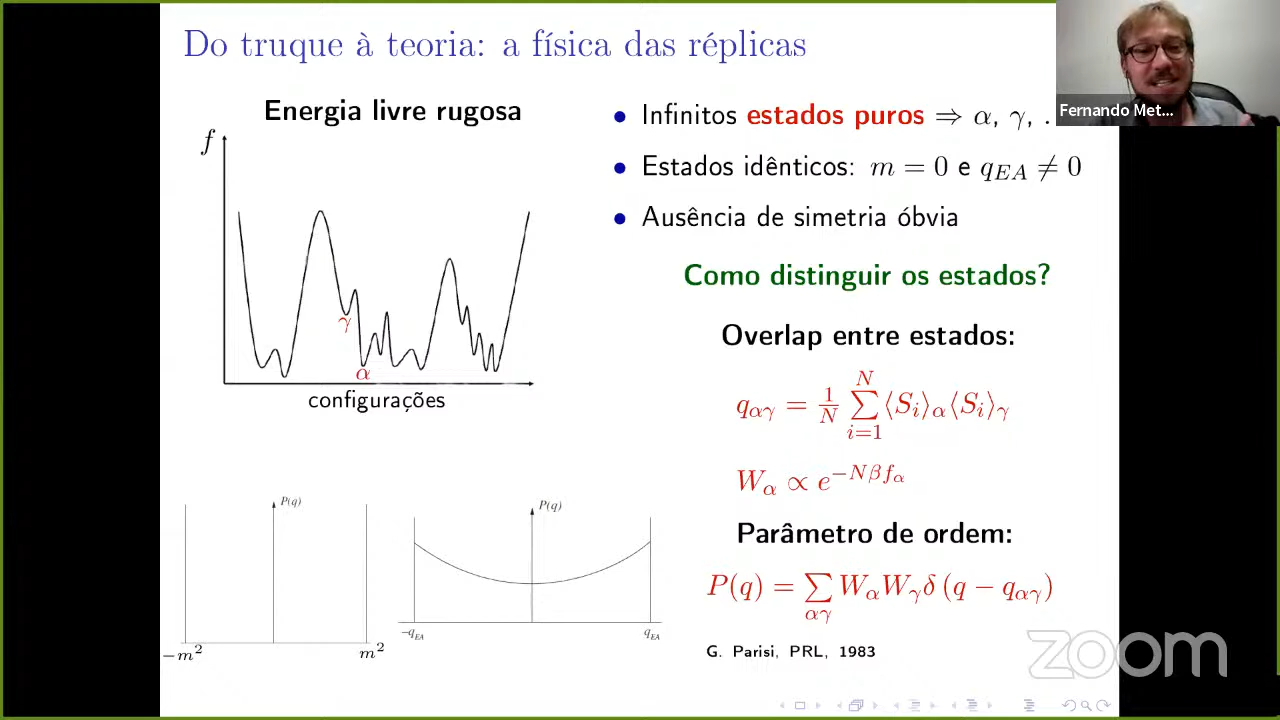 Do truque à teoria: a física das réplicas
Energia livre rugosa
f
γ
α
configurações
P(q)
−m²
m²
P(q)
−q_EA
q_EA
• Infinitos estados puros ⇒ α, γ, .
• Estados idênticos: m = 0 e q_EA ≠ 0
• Ausência de simetria óbvia
Como distinguir os estados?
Overlap entre estados:
q_αγ = 1/N ∑_{i=1}^{N} ⟨S_i⟩_α⟨S_i⟩_γ
W_α ∝ e^{−Nβf_α}
Parâmetro de ordem:
P(q) = ∑_{αγ} W_αW_γδ (q − q_αγ)
G. Parisi, PRL, 1983
Fernando Met...
zoom